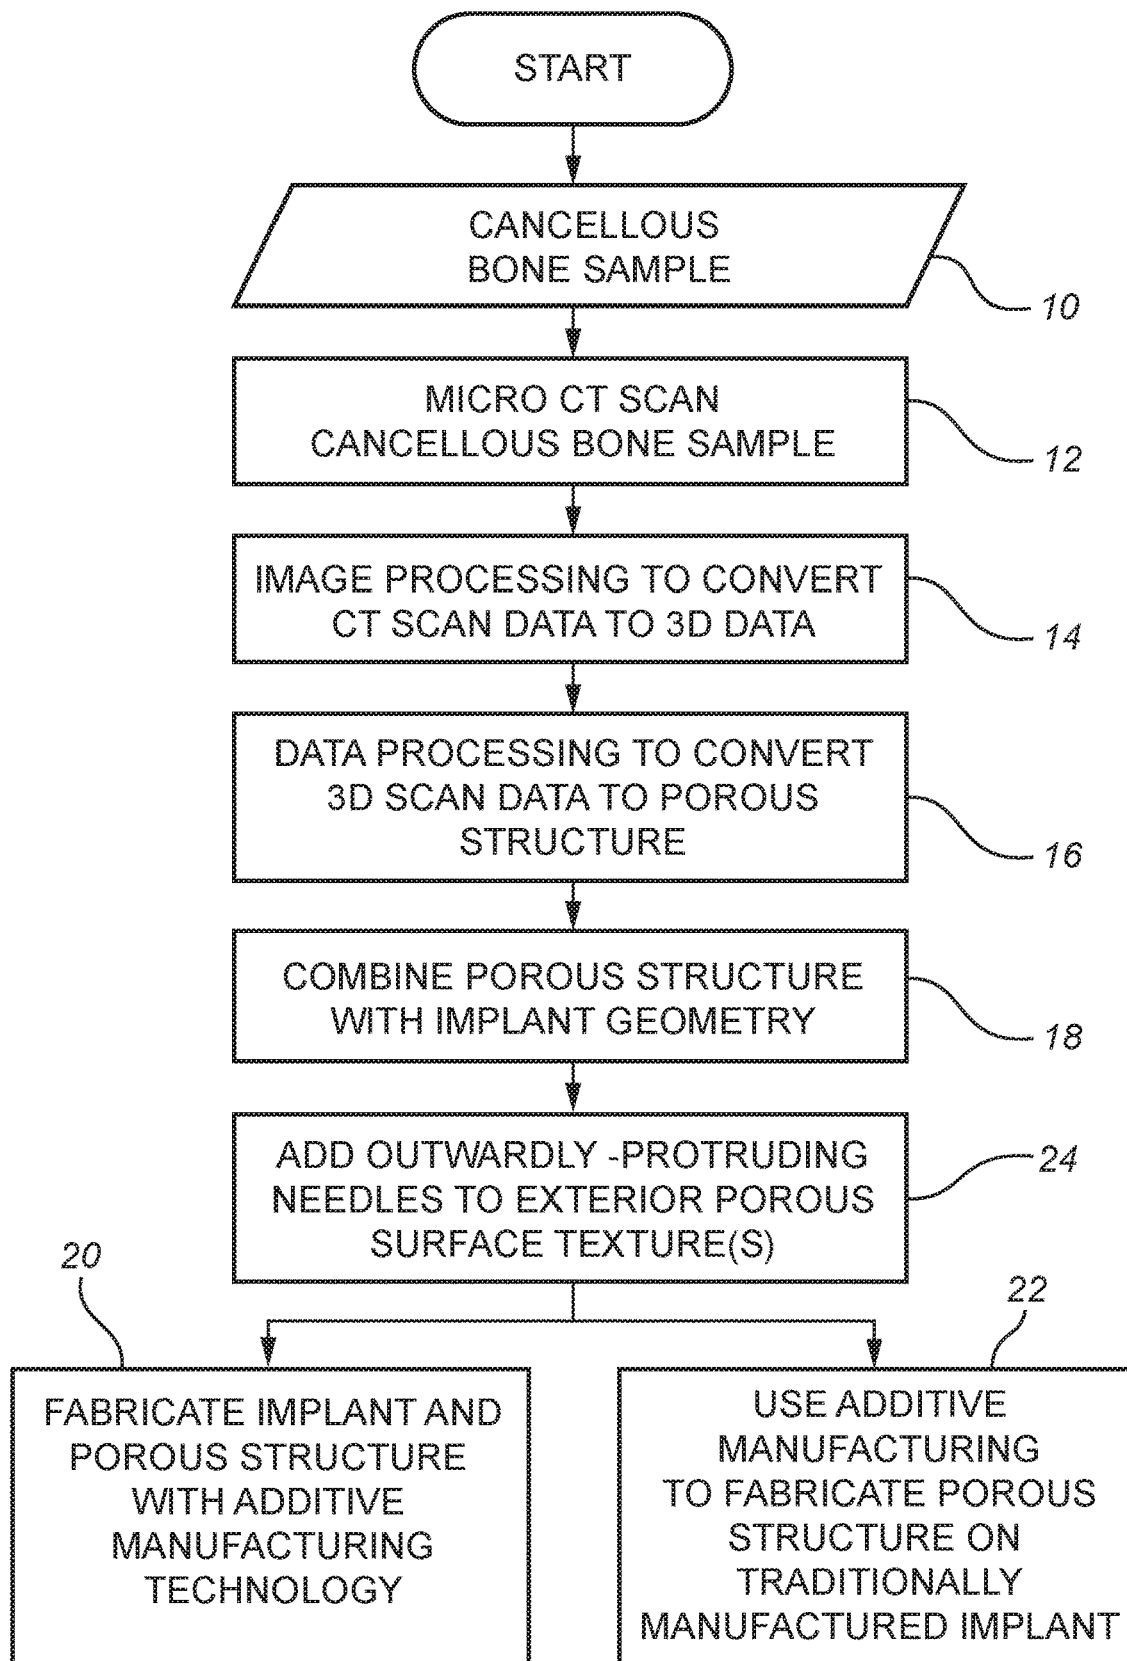 START
CANCELLOUS
BONE SAMPLE
10
MICRO CT SCAN
CANCELLOUS BONE SAMPLE
12
IMAGE PROCESSING TO CONVERT
CT SCAN DATA TO 3D DATA
14
DATA PROCESSING TO CONVERT
3D SCAN DATA TO POROUS
STRUCTURE
16
COMBINE POROUS STRUCTURE
WITH IMPLANT GEOMETRY
18
ADD OUTWARDLY -PROTRUDING
NEEDLES TO EXTERIOR POROUS
SURFACE TEXTURE(S)
24
20
FABRICATE IMPLANT AND
POROUS STRUCTURE
WITH ADDITIVE
MANUFACTURING
TECHNOLOGY
22
USE ADDITIVE
MANUFACTURING
TO FABRICATE POROUS
STRUCTURE ON
TRADITIONALLY
MANUFACTURED IMPLANT